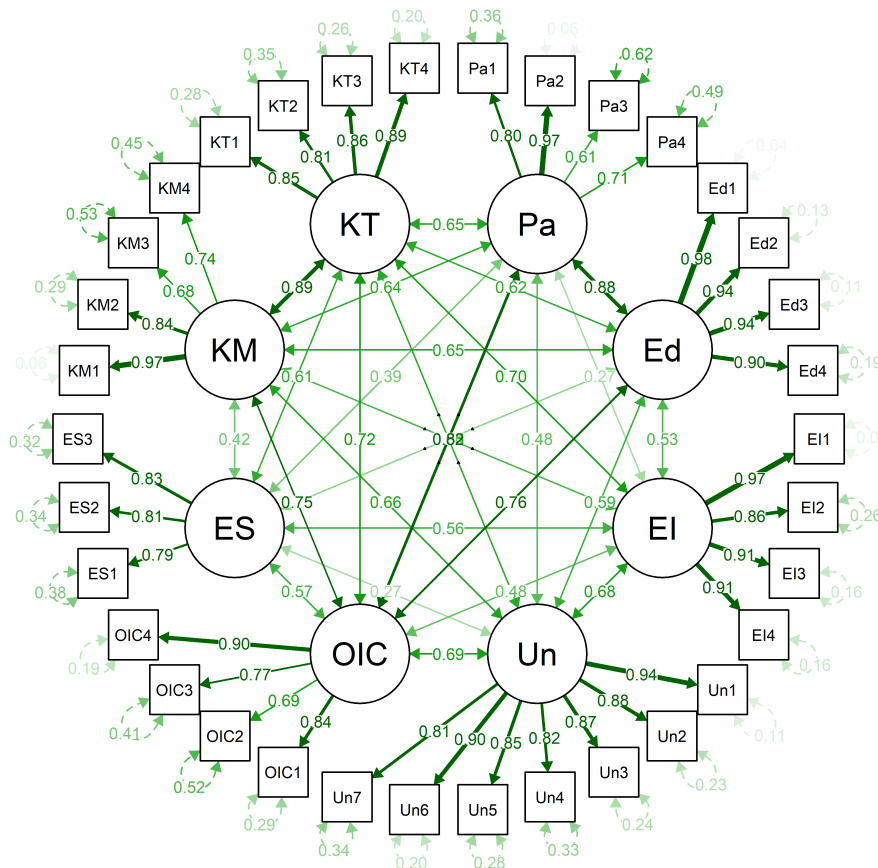 0.20 0.36 0.06
0.26 0.62
0.35
KT4 Pa1
KT3 Pa2
0.28 KT2 Pa3 0.49
KT1 0.89 0.80 0.97 Pa4
0.45 0.81 0.86 0.61 0.04
KM4 0.85 0.71 Ed1
0.53 0.13
KM3 KT 0.65 Pa Ed2
0.74 0.98
0.29 0.68 0.89 0.64 0.62 0.88 0.94 0.11
KM2 0.84 Ed3
0.94
0.06 KM1 0.97 KM 0.65 Ed 0.90 Ed4 0.19
0.61 0.39 0.70 0.27
ES3 0.42 0.72 0.48 0.53 EI1
0.32
0.83 0.97
ES2 0.75 0.66 0.76 0.59 EI2
0.34 0.81 0.86 0.26
ES 0.56 EI
ES1 0.79 0.91 EI3
0.38 0.57 0.27 0.48 0.68 0.91 0.16
OIC4 0.90 EI4
0.19 OIC 0.69 Un 0.16
0.77 0.94
OIC3 0.69 0.88 Un1
0.41 0.84 0.87 0.11
OIC2 0.81 0.90 0.85 0.82 Un2
0.52 OIC1 Un3 0.23
Un7 Un6 Un5 Un4
0.29 0.24
0.34 0.20 0.28 0.33